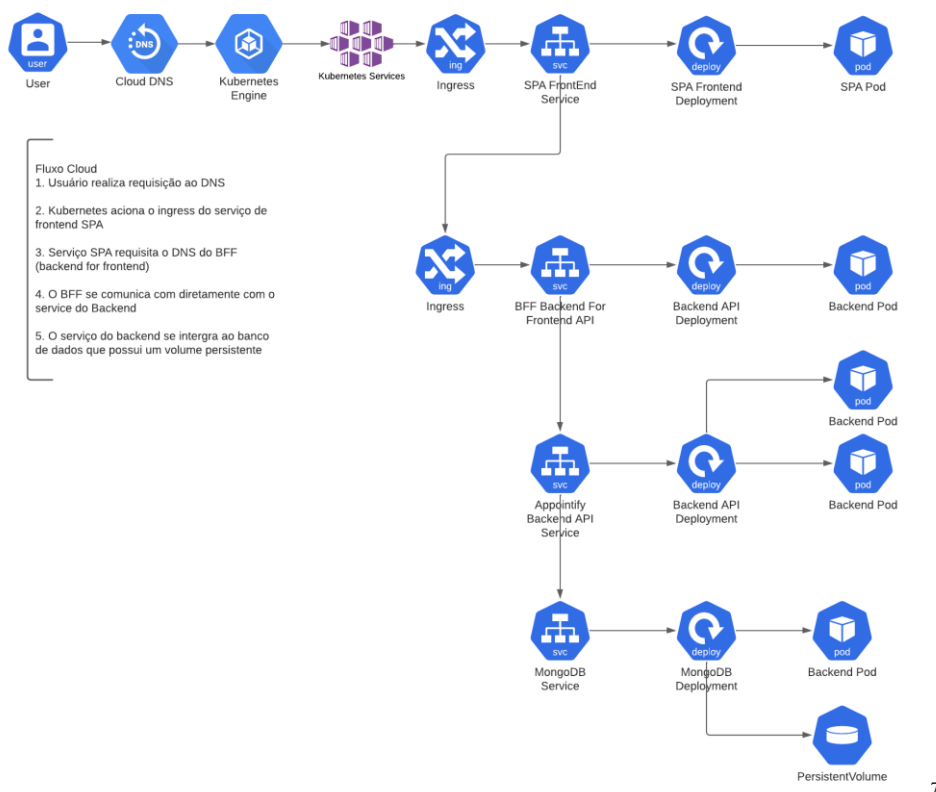 user
User
DNS
Cloud DNS
Kubernetes
Engine
Kubernetes Services
ing
Ingress
svc
SPA FrontEnd
Service
deploy
SPA Frontend
Deployment
pod
SPA Pod
Fluxo Cloud
1. Usuário realiza requisição ao DNS
2. Kubernetes aciona o ingress do serviço de
frontend SPA
3. Serviço SPA requisita o DNS do BFF
(backend for frontend)
4. O BFF se comunica com diretamente com o
service do Backend
5. O serviço do backend se intergra ao banco
de dados que possui um volume persistente
ing
Ingress
svc
BFF Backend For
Frontend API
deploy
Backend API
Deployment
pod
Backend Pod
pod
Backend Pod
svc
Appointify
Backend API
Service
deploy
Backend API
Deployment
pod
Backend Pod
svc
MongoDB
Service
deploy
MongoDB
Deployment
pod
Backend Pod
PersistentVolume
7